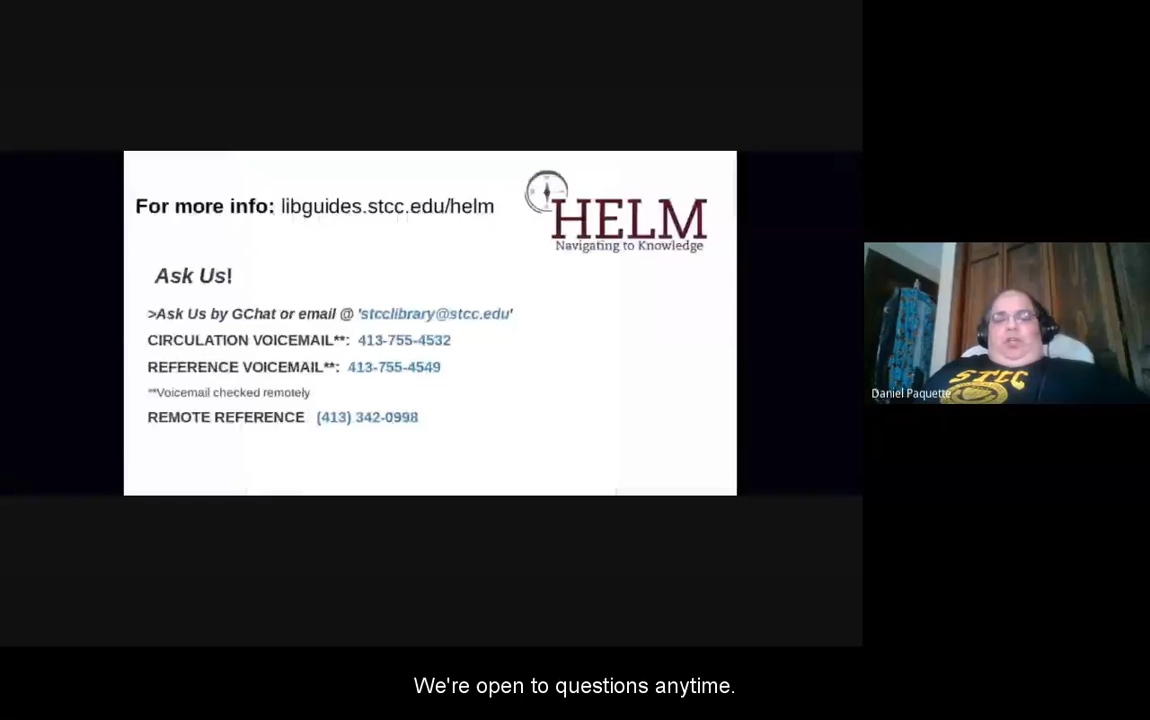 For more info: libguides.stcc.edu/helm
HELM
Navigating to Knowledge
Ask Us!
>Ask Us by GChat or email @ 'stcclibrary@stcc.edu'
CIRCULATION VOICEMAIL**: 413-755-4532
REFERENCE VOICEMAIL**: 413-755-4549
**Voicemail checked remotely
REMOTE REFERENCE (413) 342-0998
STCC
Daniel Paquette
We're open to questions anytime.